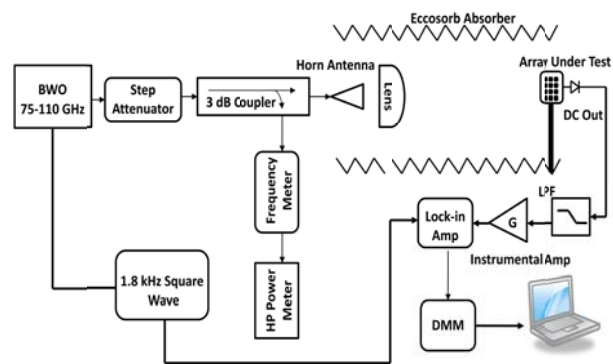 Eccosorb Absorber
BWO
75-110 GHz
Step
Attenuator
3 dB Coupler
Horn Antenna
Lens
Array Under Test
DC Out
Frequency
Meter
HP Power
Meter
1.8 kHz Square
Wave
Lock-in
Amp
G
LPF
Instrumental Amp
DMM